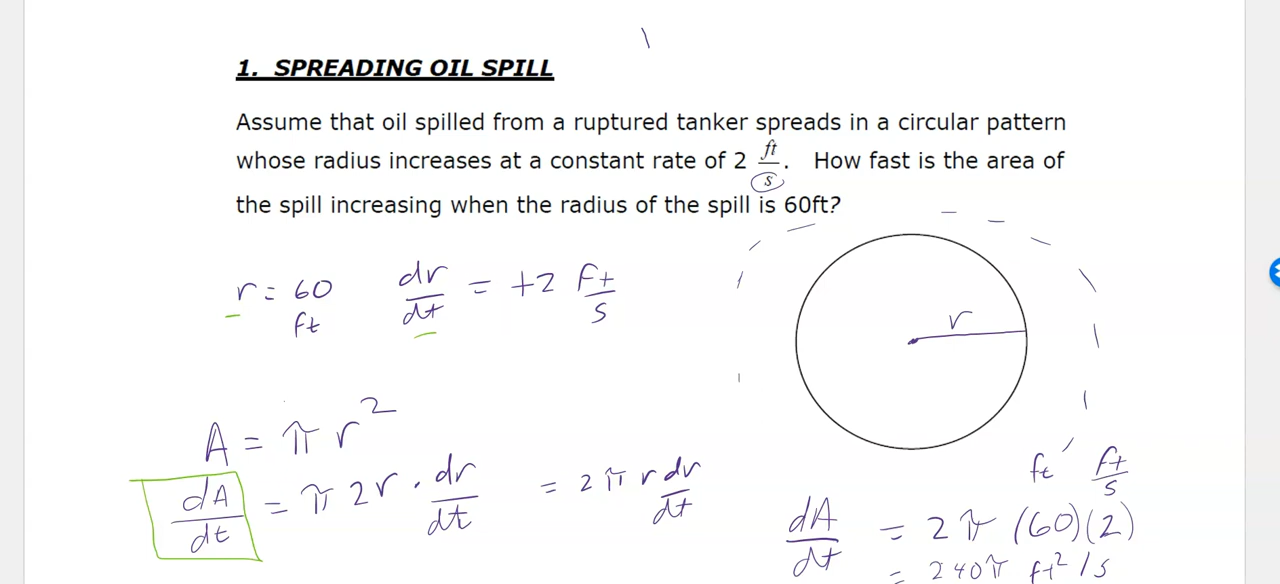 1. SPREADING OIL SPILL
Assume that oil spilled from a ruptured tanker spreads in a circular pattern
whose radius increases at a constant rate of 2 ft/s. How fast is the area of
the spill increasing when the radius of the spill is 60ft?
r = 60 ft
dr/dt = +2 ft/s
r
A = πr²
dA/dt = π 2r · dr/dt = 2πr dr/dt
ft ft/s
dA/dt = 2π (60)(2)
= 240π ft²/s